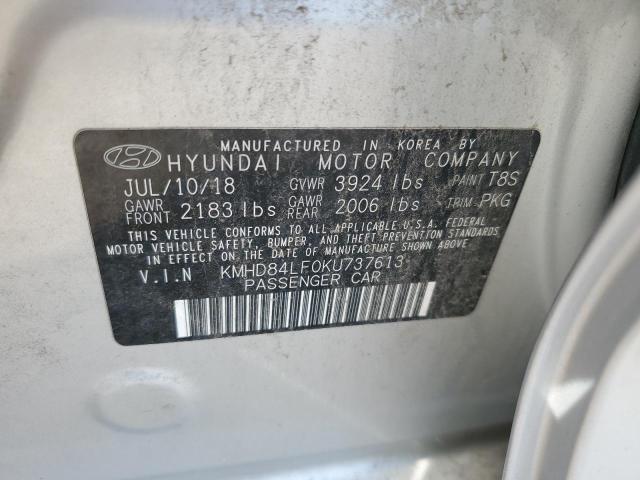 MANUFACTURED IN KOREA BY
HYUNDAI MOTOR COMPANY
JUL/10/18 GVWR 3924 lbs PAINT T8S
GAWR FRONT 2183 lbs GAWR REAR 2006 lbs TRIM PKG
THIS VEHICLE CONFORMS TO ALL APPLICABLE U.S.A. FEDERAL
MOTOR VEHICLE SAFETY, BUMPER, AND THEFT PREVENTION STANDARDS
IN EFFECT ON THE DATE OF MANUFACTURE SHOWN ABOVE.
V.I.N KMHD84LF0KU737613
PASSENGER CAR